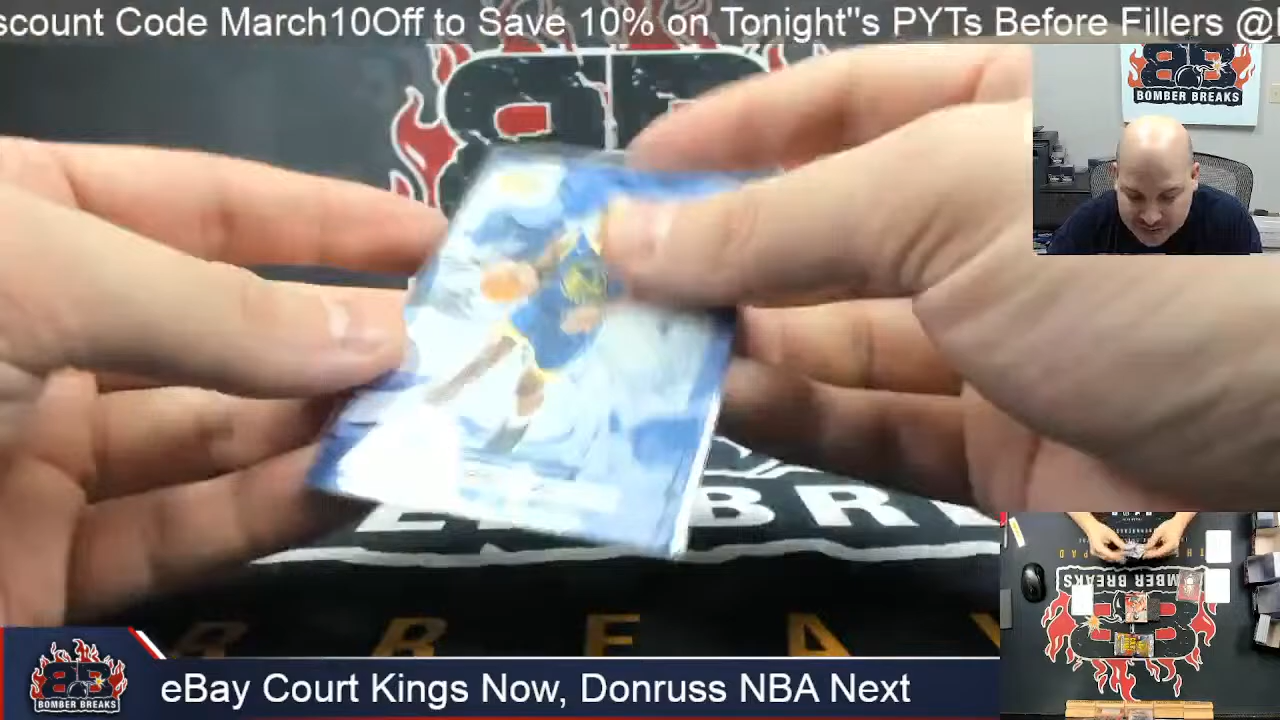 scount Code March10Off to Save 10% on Tonight"s PYTs Before Fillers @
BOMBER BREAKS
BREA
BOMBER BREAKS
eBay Court Kings Now, Donruss NBA Next
BOMBER BREAKS